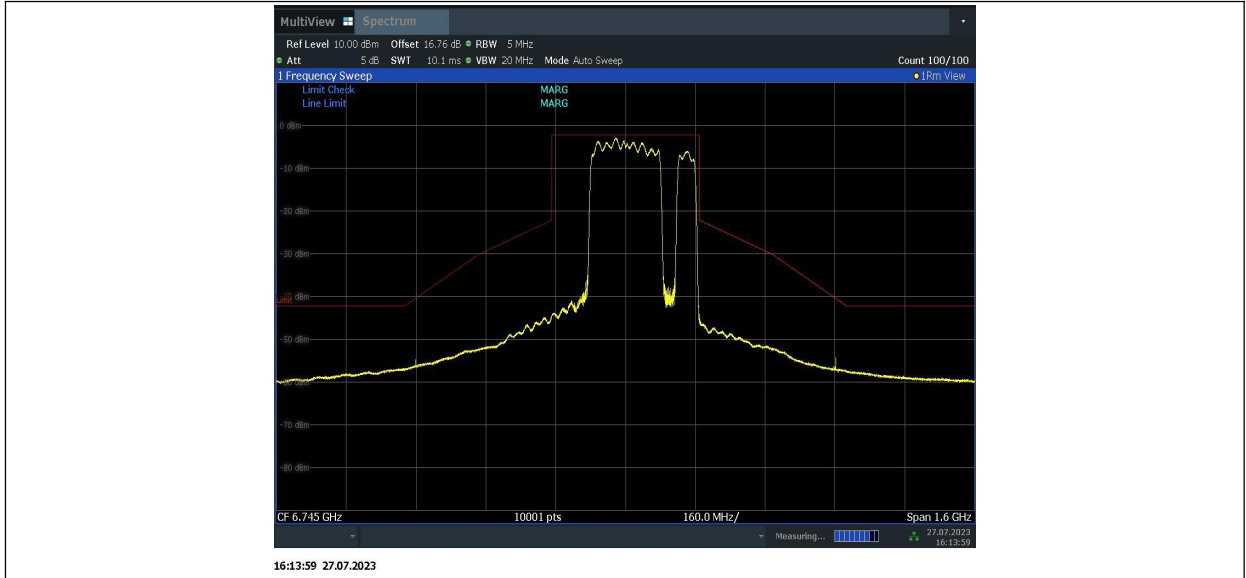 MultiView Spectrum
Ref Level 10.00 dBm Offset 16.76 dB RBW 5 MHz
Att 5 dB SWT 10.1 ms VBW 20 MHz Mode Auto Sweep Count 100/100
1 Frequency Sweep 1Rm View
Limit Check MARG
Line Limit MARG
0 dBm
-10 dBm
-20 dBm
-30 dBm
Limit dBm
-50 dBm
-60 dBm
-70 dBm
-80 dBm
CF 6.745 GHz 10001 pts 160.0 MHz/ Span 1.6 GHz
Measuring... 27.07.2023
16:13:59
16:13:59 27.07.2023